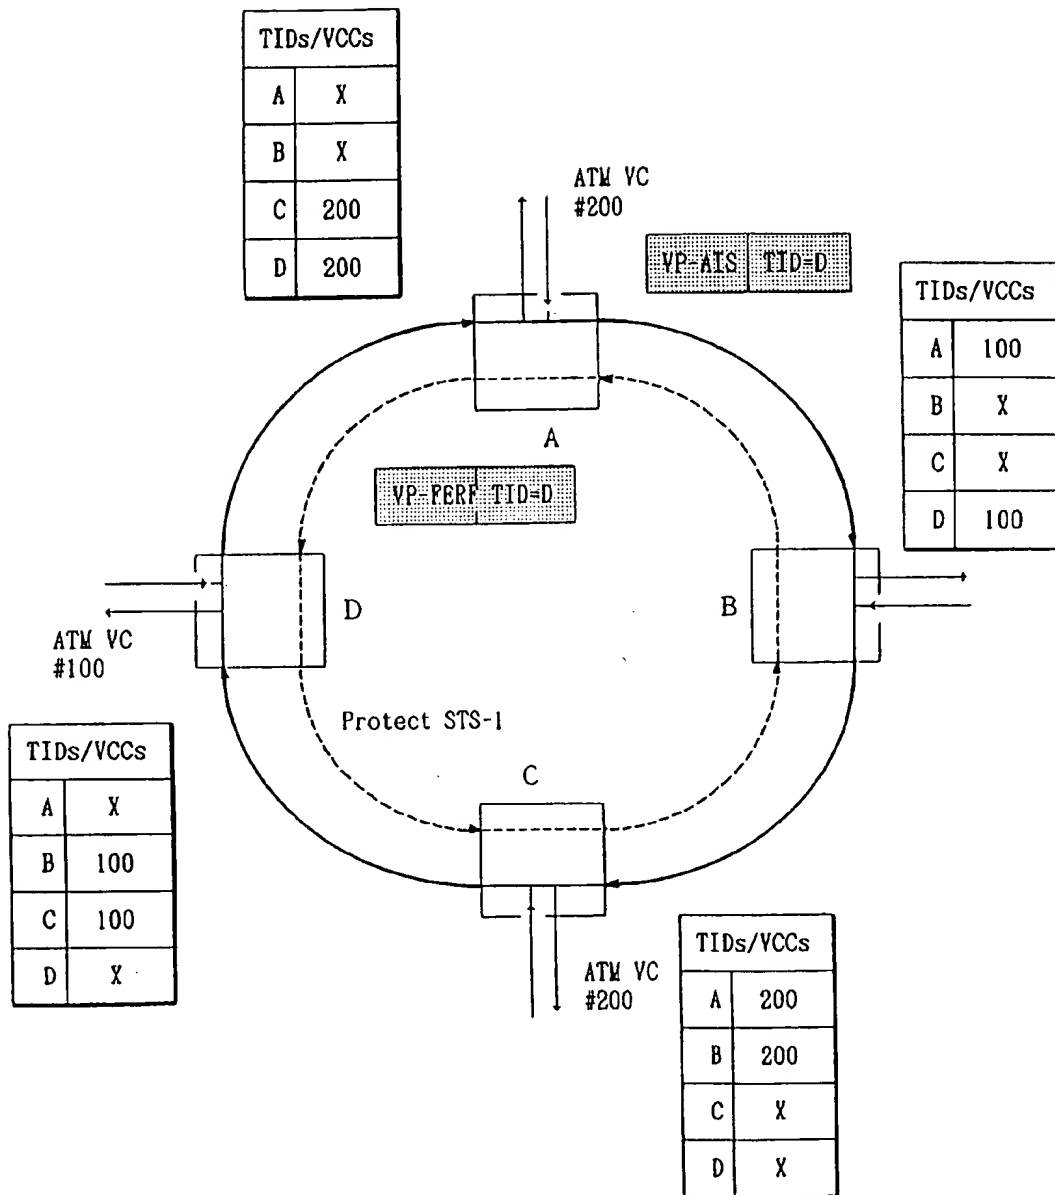 TIDs/VCCs
A X
B X
C 200
D 200
ATM VC
#200
VP-AIS TID=D
TIDs/VCCs
A 100
B X
C X
D 100
A
VP-FERF TID=D
D
B
ATM VC
#100
Protect STS-1
C
TIDs/VCCs
A X
B 100
C 100
D X
ATM VC
#200
TIDs/VCCs
A 200
B 200
C X
D X